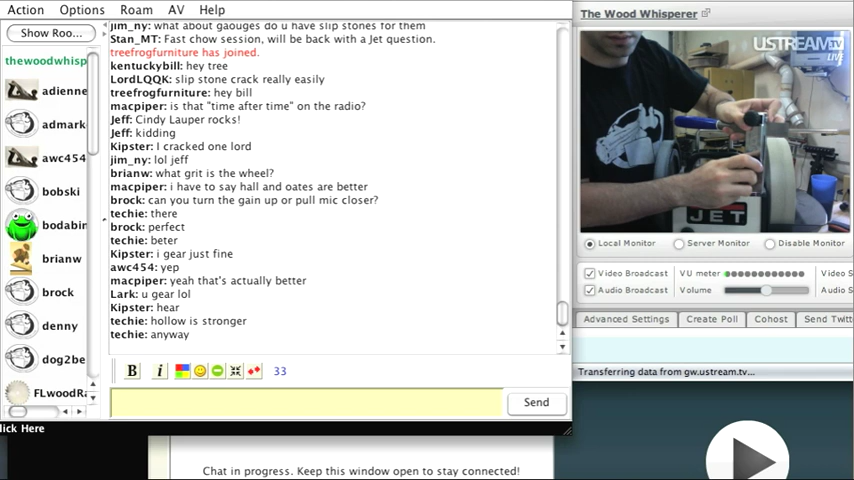 Action Options Roam AV Help
Show Roo...
thewoodwhisp
adienne
admark
awc454
bobski
bodabin
brianw
brock
denny
dog2be
FLwoodRa
jim_ny: what about gaouges do u have slip stones for them
Stan_MT: Fast chow session, will be back with a Jet question.
treefrogfurniture has joined.
kentuckybill: hey tree
LordLQQK: slip stone crack really easily
treefrogfurniture: hey bill
macpiper: is that "time after time" on the radio?
Jeff: Cindy Lauper rocks!
Jeff: kidding
Kipster: I cracked one lord
jim_ny: lol jeff
brianw: what grit is the wheel?
macpiper: i have to say hall and oates are better
brock: can you turn the gain up or pull mic closer?
techie: there
brock: perfect
techie: beter
Kipster: i gear just fine
awc454: yep
macpiper: yeah that's actually better
Lark: u gear lol
Kipster: hear
techie: hollow is stronger
techie: anyway
B i 33
Send
lick Here
Chat in progress. Keep this window open to stay connected!
The Wood Whisperer
USTREAM.TV
LIVE
JET
Local Monitor Server Monitor Disable Monitor
Video Broadcast VU meter Video S
Audio Broadcast Volume Audio S
Advanced Settings Create Poll Cohost Send Twitt
Transferring data from gw.ustream.tv...